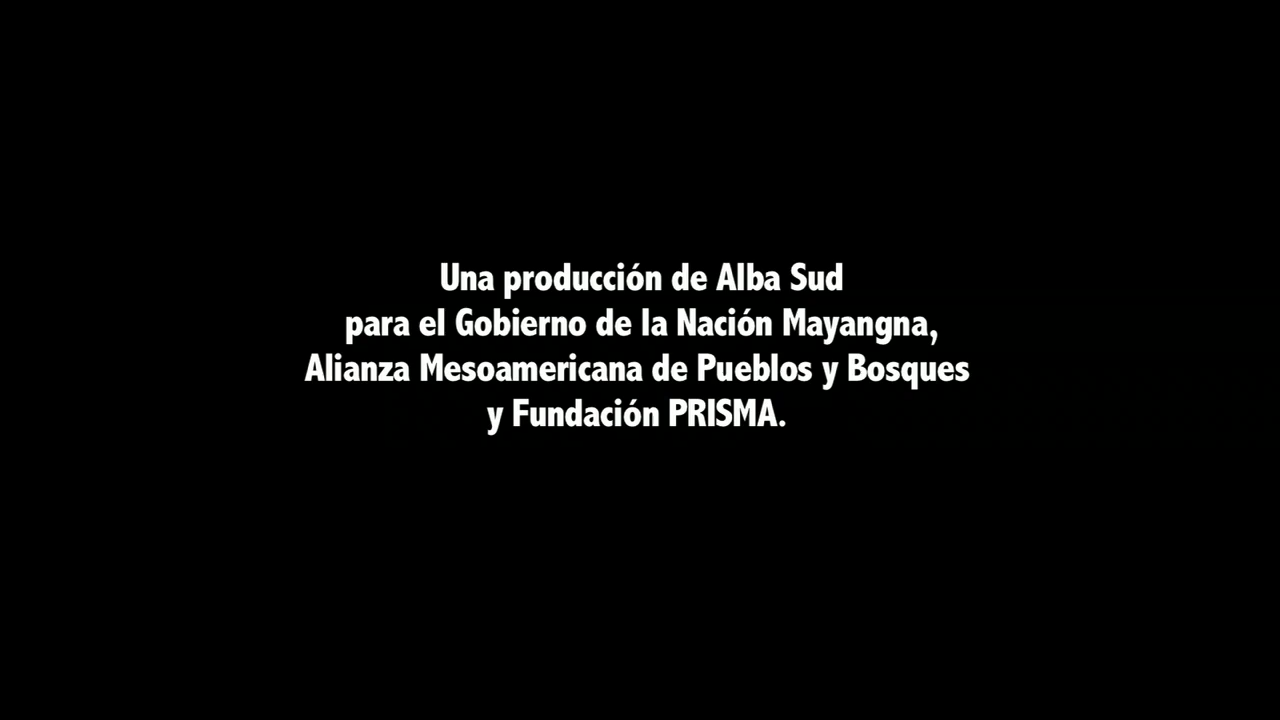 Una producción de Alba Sud
para el Gobierno de la Nación Mayangna,
Alianza Mesoamericana de Pueblos y Bosques
y Fundación PRISMA.